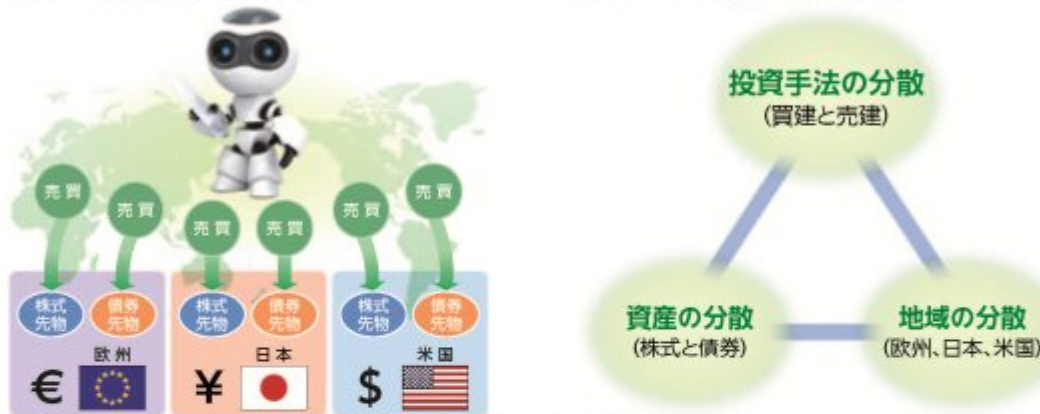 売買
売買
売買
売買
売買
売買
株式
先物
債券
先物
欧州
€
株式
先物
債券
先物
日本
¥
株式
先物
債券
先物
米国
$
投資手法の分散
(買建と売建)
資産の分散
(株式と債券)
地域の分散
(欧州、日本、米国)